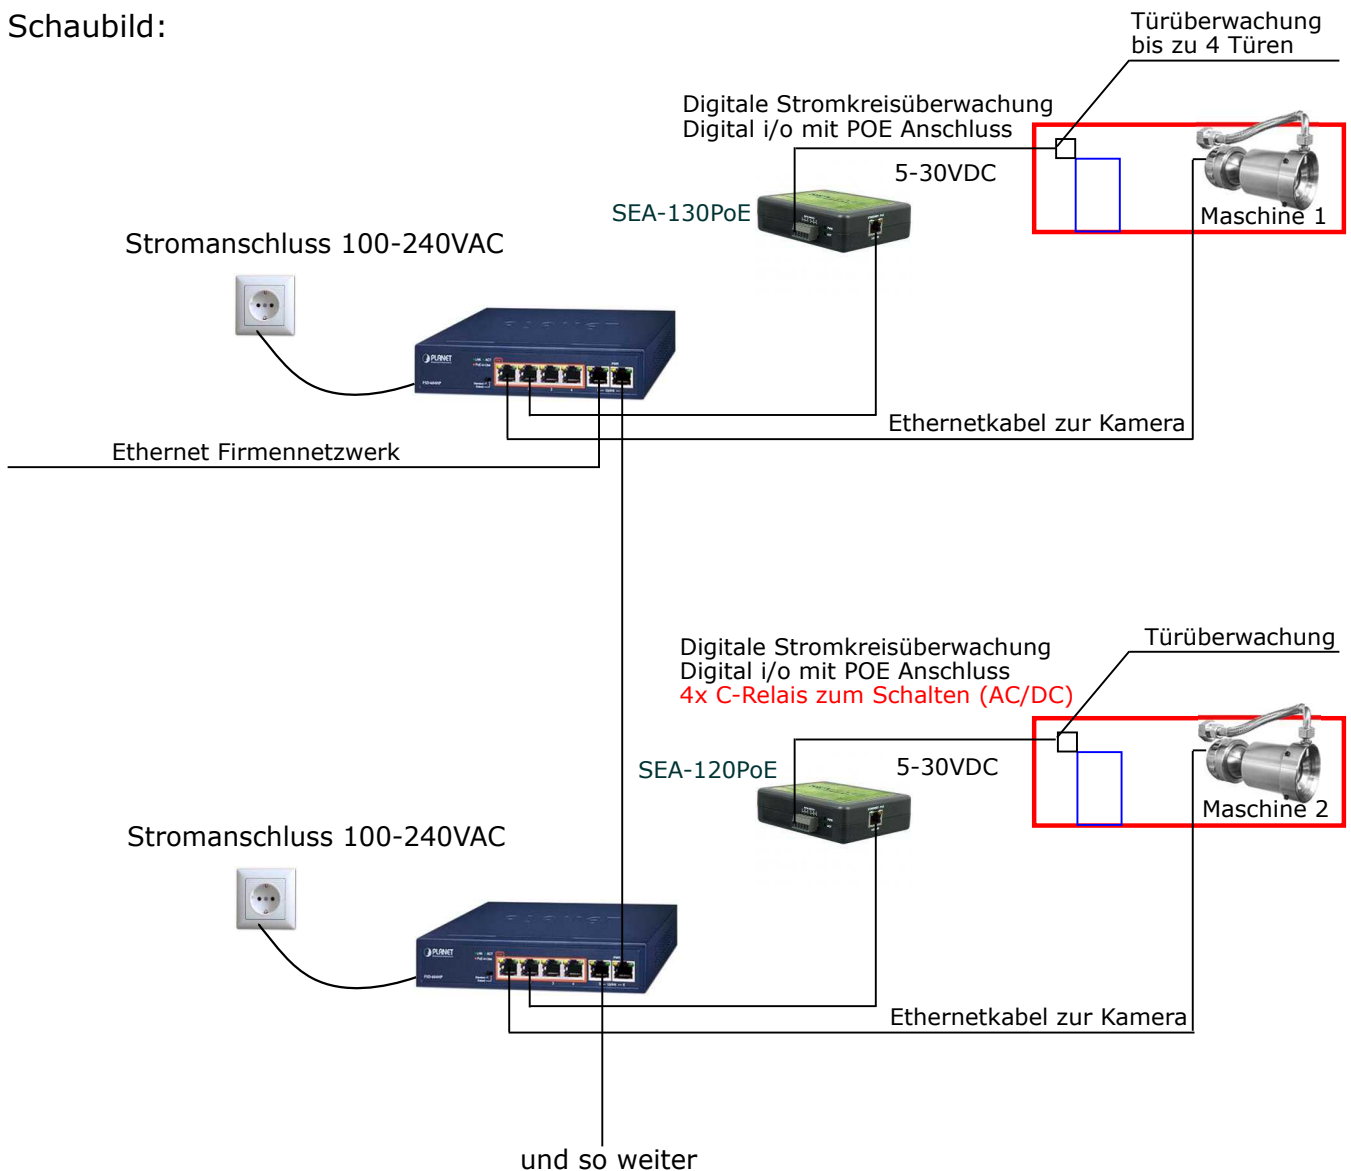 Schaubild:
Türüberwachung
bis zu 4 Türen
Digitale Stromkreisüberwachung
Digital i/o mit POE Anschluss
5-30VDC
SEA-130PoE
Maschine 1
Stromanschluss 100-240VAC
PLANET
Ethernetkabel zur Kamera
Ethernet Firmennetzwerk
Türüberwachung
Digitale Stromkreisüberwachung
Digital i/o mit POE Anschluss
4x C-Relais zum Schalten (AC/DC)
5-30VDC
SEA-120PoE
Maschine 2
Stromanschluss 100-240VAC
PLANET
Ethernetkabel zur Kamera
und so weiter